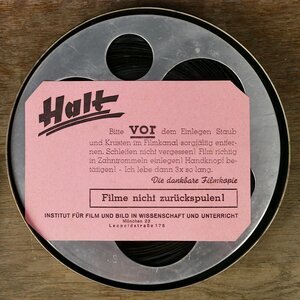 Halt
Bitte vor dem Einlegen Staub
und Krusten im Filmkanal sorgfältig entfer-
nen. Schleifen nicht vergessen! Film richtig
in Zahntrommeln einlegen! Handknopf be-
tätigen! - Ich lebe dann 3x so lang.
Die dankbare Filmkopie
Filme nicht zurückspulen!
INSTITUT FÜR FILM UND BILD IN WISSENSCHAFT UND UNTERRICHT
München 23
Leopoldstraße 175